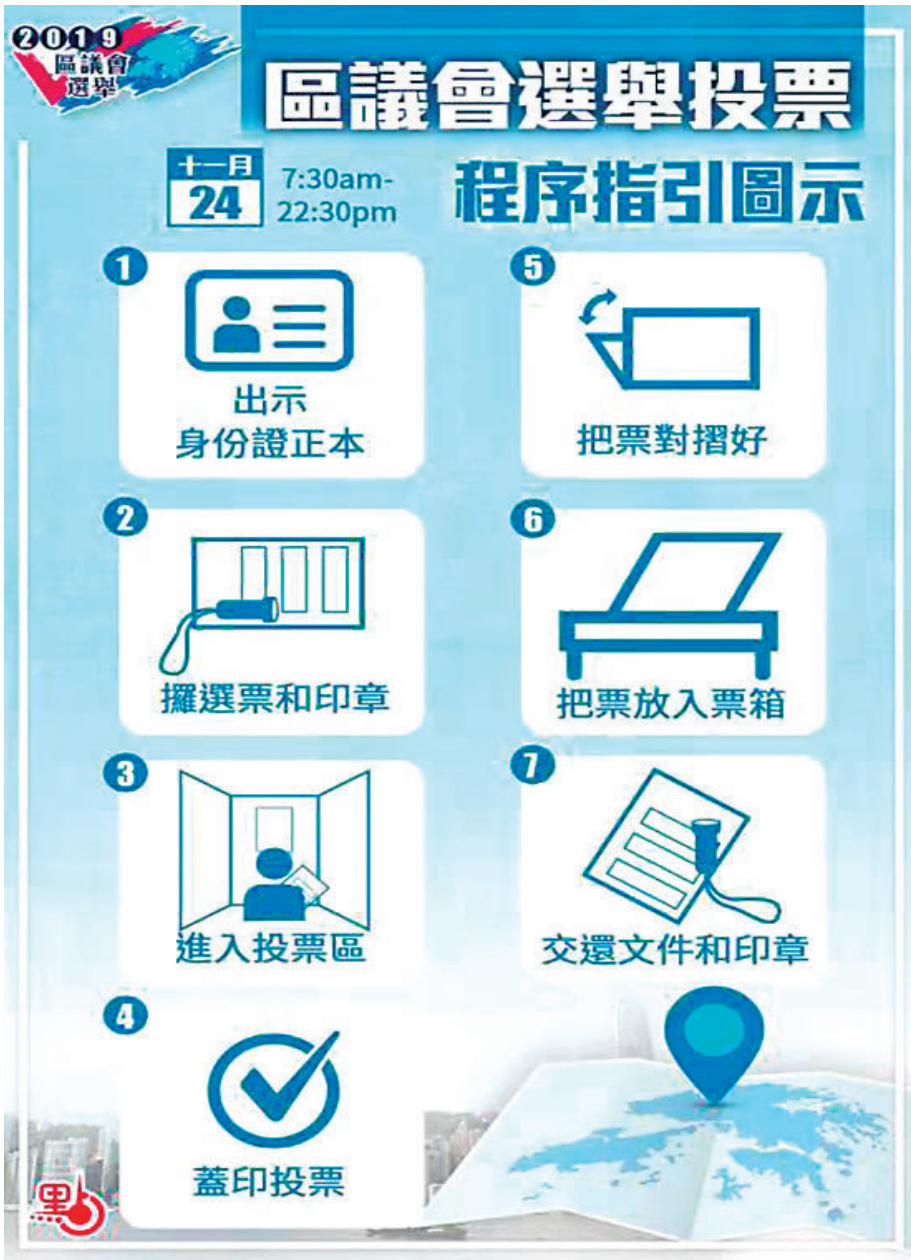 2019
區議會
選舉
區議會選舉投票
程序指引圖示
十一月
24
7:30am-
22:30pm
1
出示
身份證正本
2
攞選票和印章
3
進入投票區
4
蓋印投票
5
把票對摺好
6
把票放入票箱
7
交還文件和印章
點